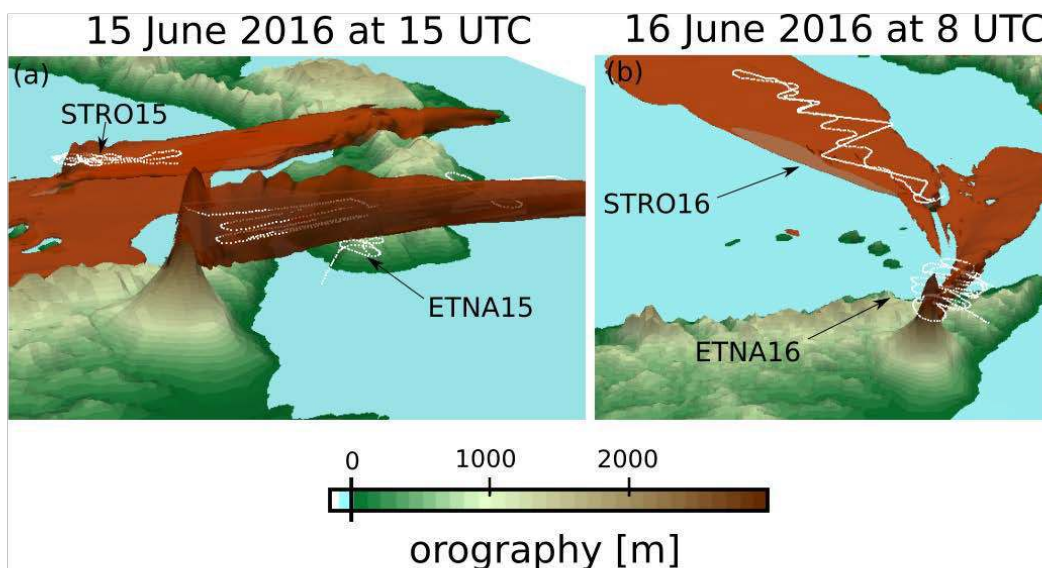 15 June 2016 at 15 UTC
16 June 2016 at 8 UTC
(a)
STRO15
ETNA15
(b)
STRO16
ETNA16
0
1000
2000
orography [m]